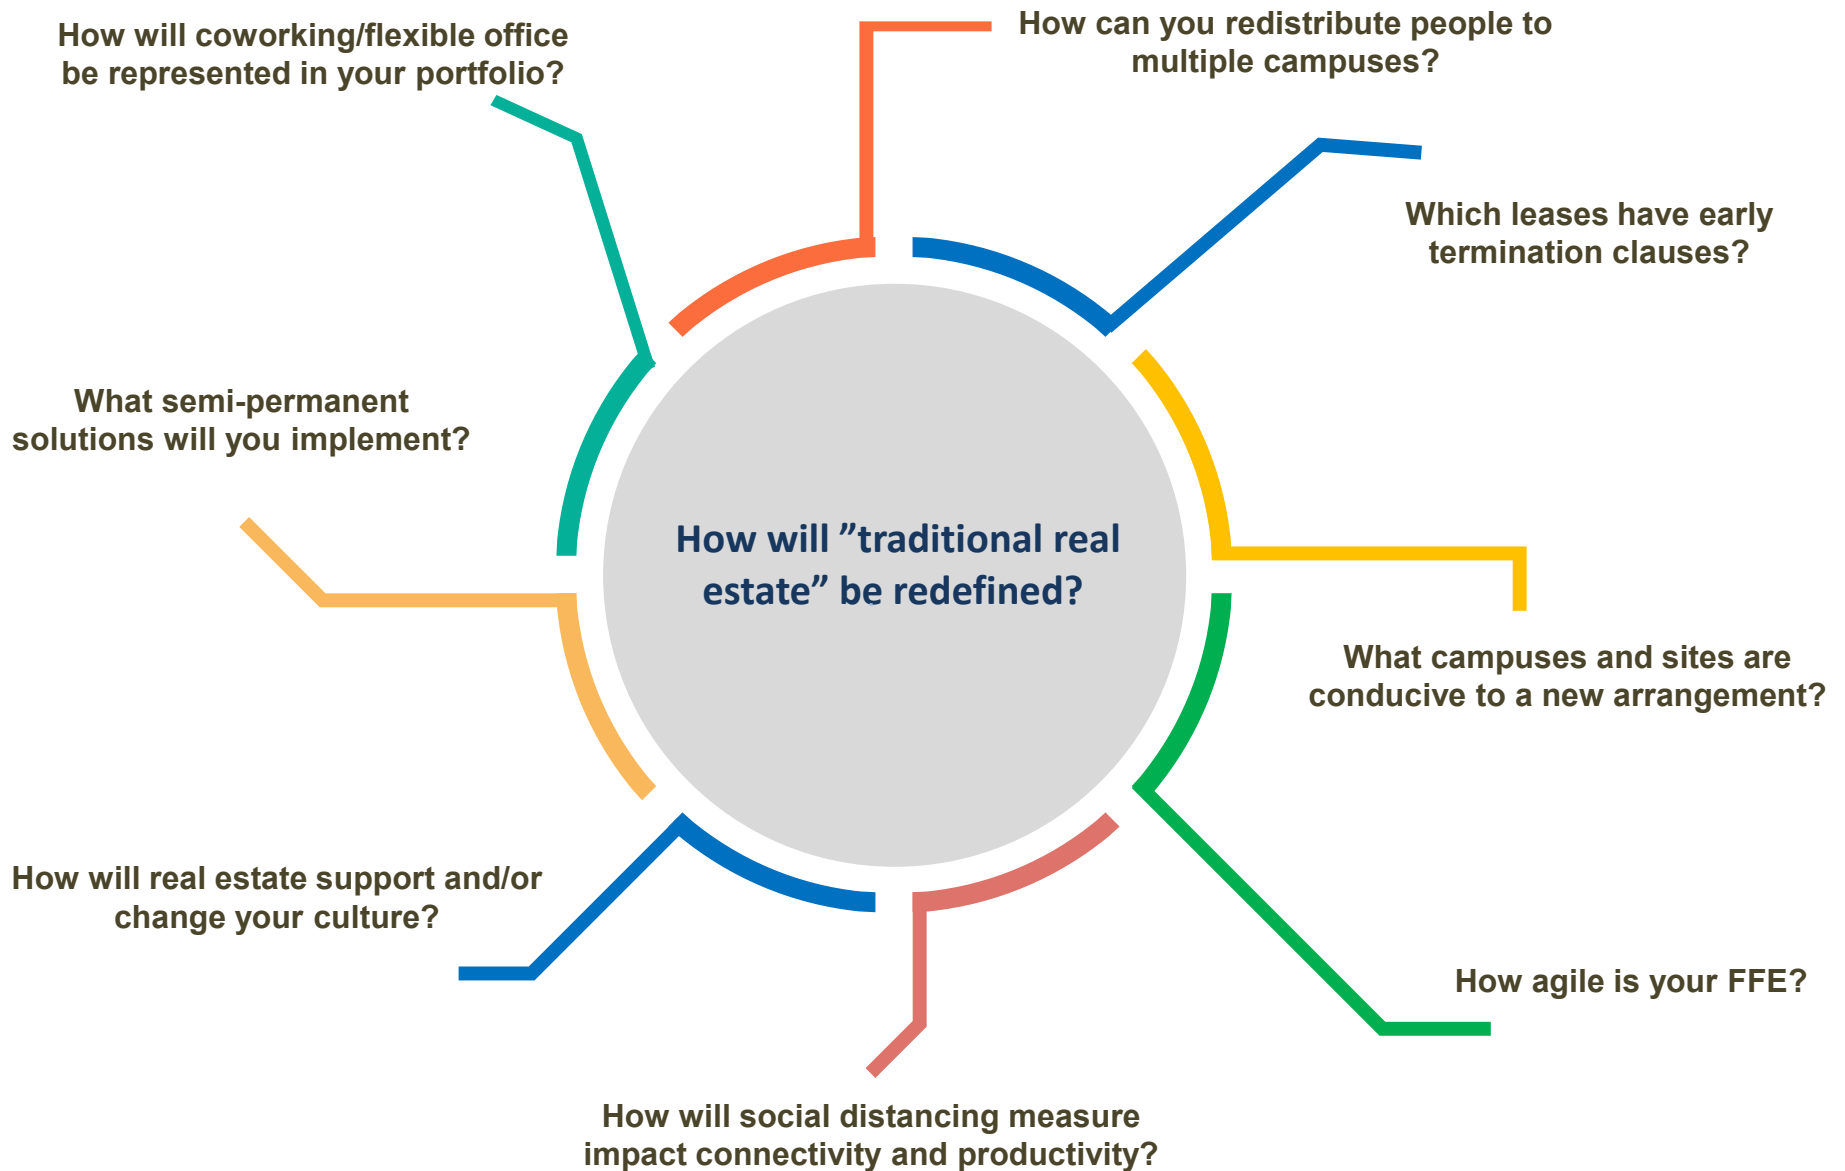 How will coworking/flexible office
be represented in your portfolio?
How can you redistribute people to
multiple campuses?
Which leases have early
termination clauses?
What semi-permanent
solutions will you implement?
How will ”traditional real
estate” be redefined?
What campuses and sites are
conducive to a new arrangement?
How will real estate support and/or
change your culture?
How agile is your FFE?
How will social distancing measure
impact connectivity and productivity?